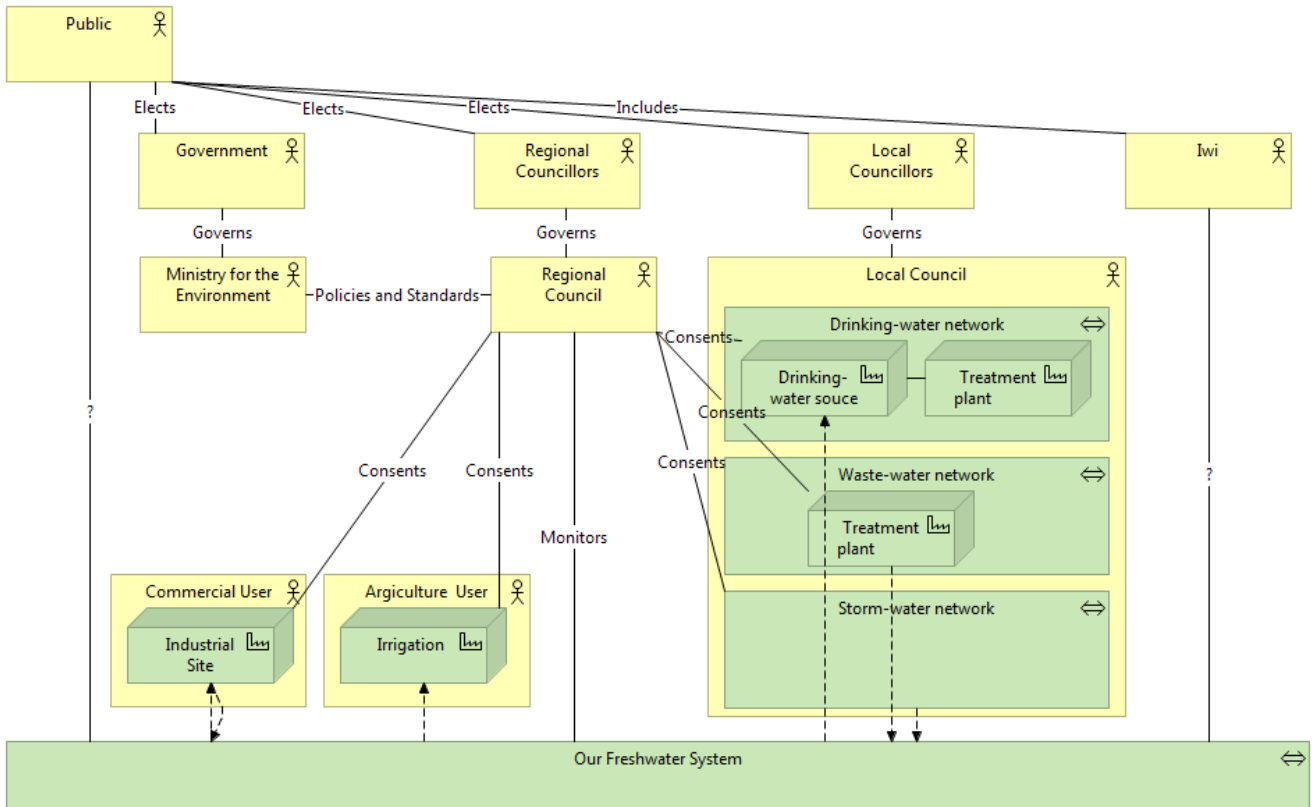 Public
Elects
Elects
Elects
Includes
Government
Regional
Councillors
Local
Councillors
Iwi
Governs
Governs
Governs
Ministry for the
Environment
Policies and Standards
Regional
Council
Local Council
Drinking-water network
Consents
Drinking-
water souce
Treatment
plant
?
Consents
Consents
Consents
Consents
Waste-water network
?
Treatment
plant
Monitors
Commercial User
Argiculture User
Storm-water network
Industrial
Site
Irrigation
Our Freshwater System